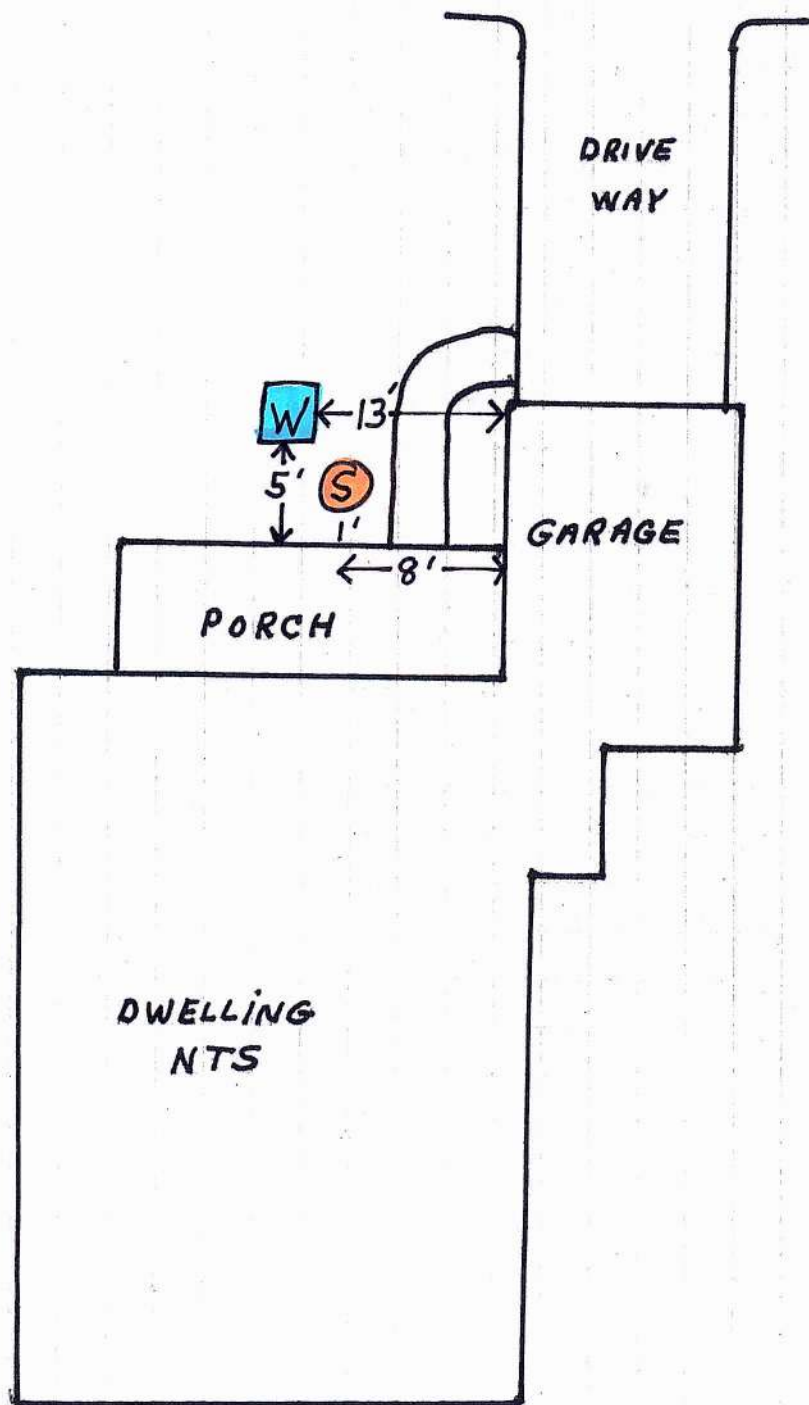 DRIVE
WAY
W
13'
5'
S
1'
GARAGE
8'
PORCH
DWELLING
NTS